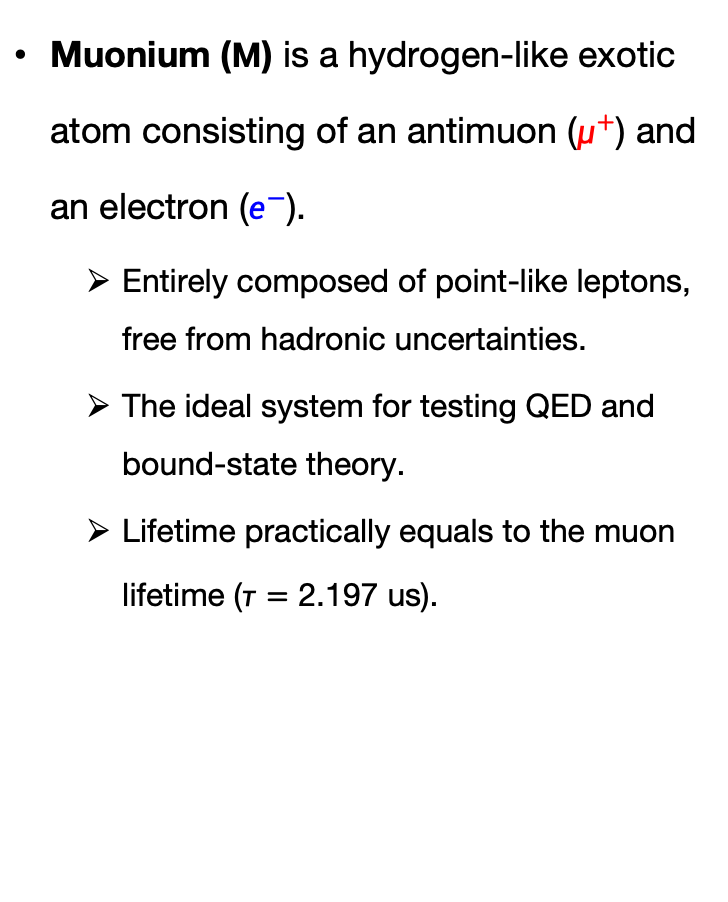 • Muonium (M) is a hydrogen-like exotic
atom consisting of an antimuon (μ⁺) and
an electron (e⁻).
➢ Entirely composed of point-like leptons,
free from hadronic uncertainties.
➢ The ideal system for testing QED and
bound-state theory.
➢ Lifetime practically equals to the muon
lifetime (τ = 2.197 us).